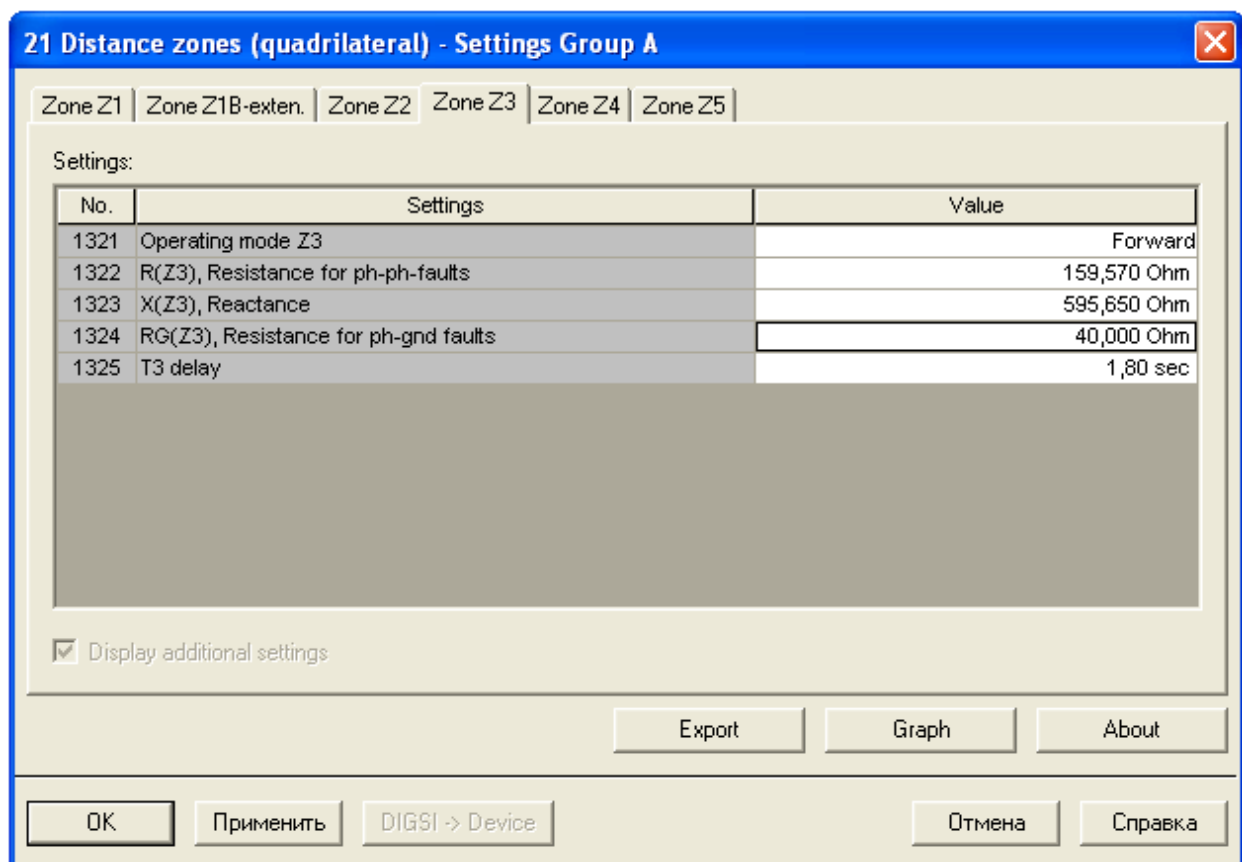 21 Distance zones (quadrilateral) - Settings Group A
Zone Z1 Zone Z1B-exten. Zone Z2 Zone Z3 Zone Z4 Zone Z5
Settings:
No. Settings Value
1321 Operating mode Z3 Forward
1322 R(Z3), Resistance for ph-ph-faults 159,570 Ohm
1323 X(Z3), Reactance 595,650 Ohm
1324 RG(Z3), Resistance for ph-gnd faults 40,000 Ohm
1325 T3 delay 1,80 sec
Display additional settings
Export Graph About
OK Применить DIGSI -> Device Отмена Справка